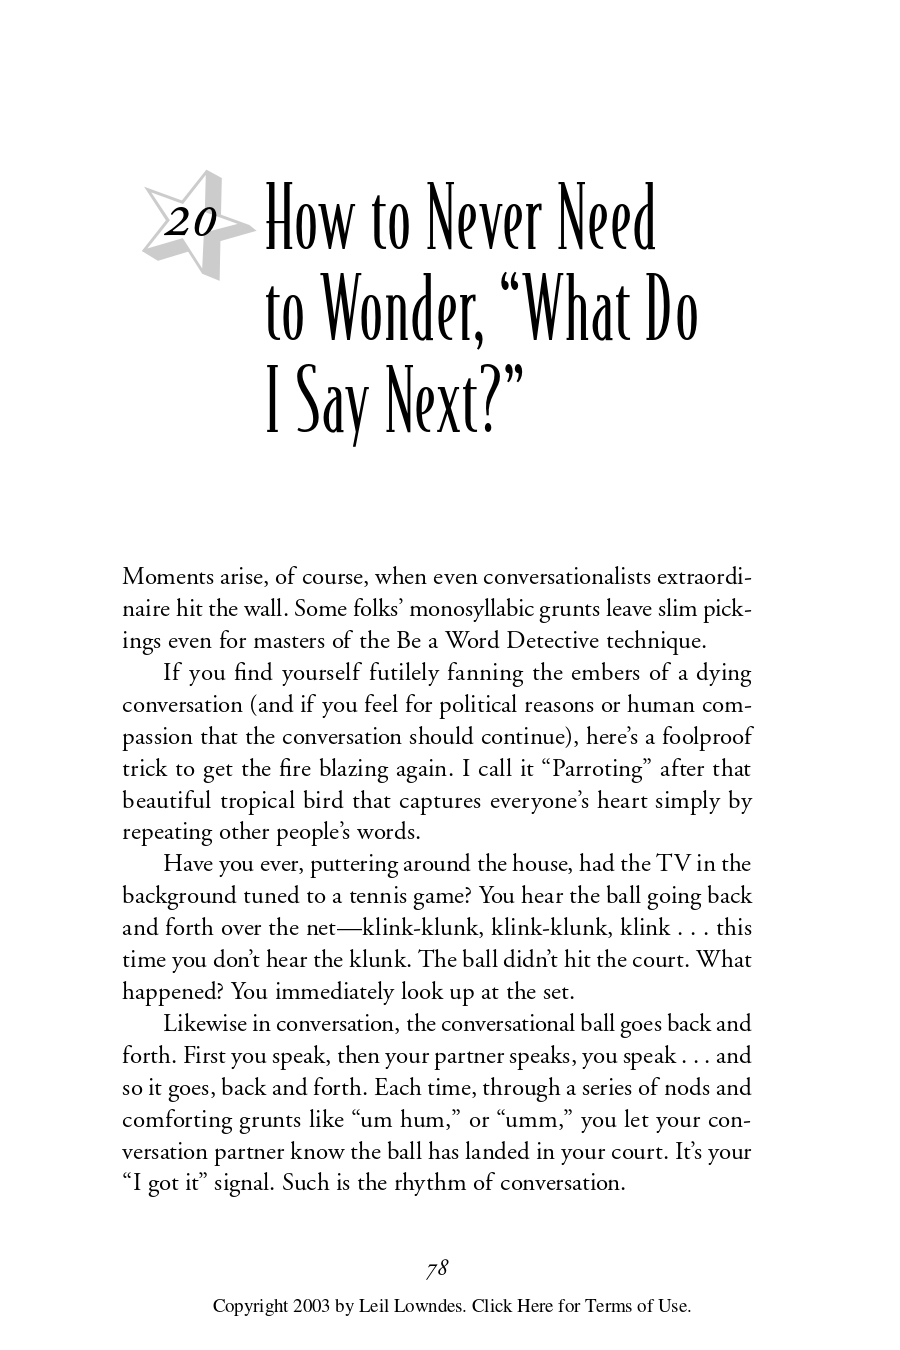 20
How to Never Need
to Wonder, “What Do
I Say Next?”
Moments arise, of course, when even conversationalists extraordi-
naire hit the wall. Some folks’ monosyllabic grunts leave slim pick-
ings even for masters of the Be a Word Detective technique.
If you find yourself futilely fanning the embers of a dying
conversation (and if you feel for political reasons or human com-
passion that the conversation should continue), here’s a foolproof
trick to get the fire blazing again. I call it “Parroting” after that
beautiful tropical bird that captures everyone’s heart simply by
repeating other people’s words.
Have you ever, puttering around the house, had the TV in the
background tuned to a tennis game? You hear the ball going back
and forth over the net—klink-klunk, klink-klunk, klink . . . this
time you don’t hear the klunk. The ball didn’t hit the court. What
happened? You immediately look up at the set.
Likewise in conversation, the conversational ball goes back and
forth. First you speak, then your partner speaks, you speak . . . and
so it goes, back and forth. Each time, through a series of nods and
comforting grunts like “um hum,” or “umm,” you let your con-
versation partner know the ball has landed in your court. It’s your
“I got it” signal. Such is the rhythm of conversation.
78
Copyright 2003 by Leil Lowndes. Click Here for Terms of Use.